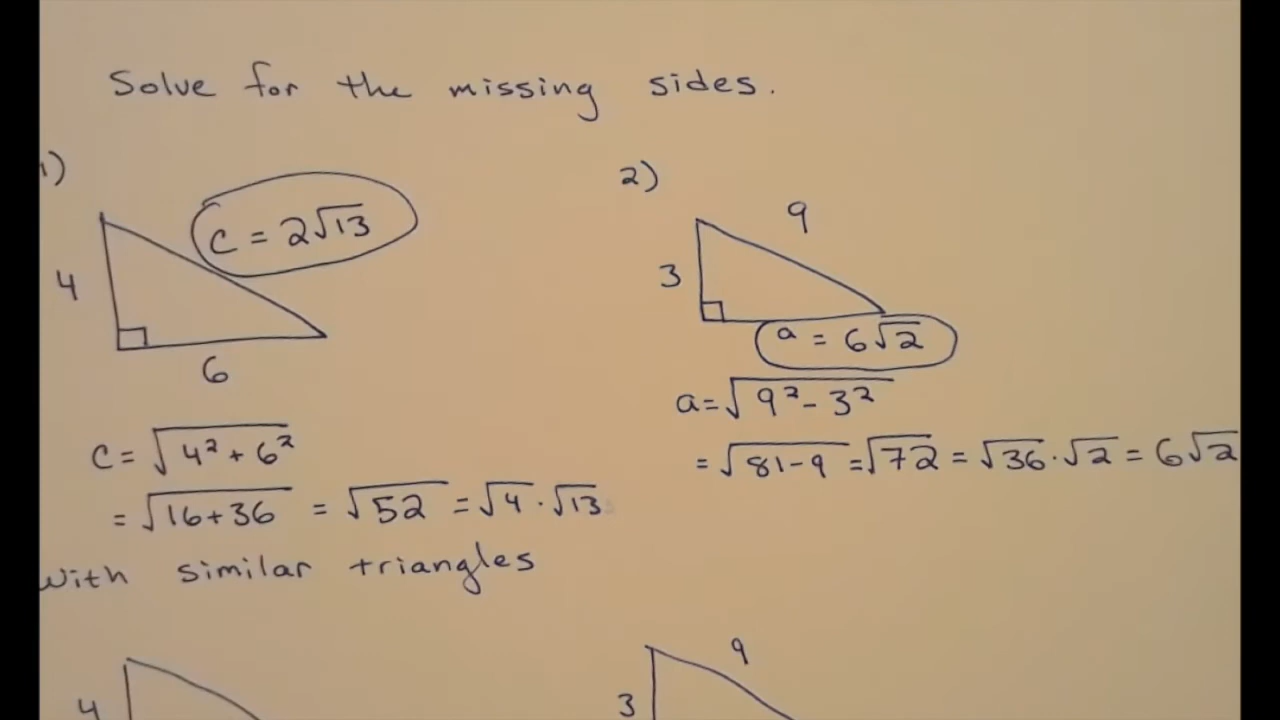 Solve for the missing sides.
1)
c = 2√13
4
6
c = √4² + 6²
= √16+36 = √52 = √4 · √13
2)
9
3
a = 6√2
a = √9² - 3²
= √81-9 = √72 = √36 · √2 = 6√2
with similar triangles
4
9
3